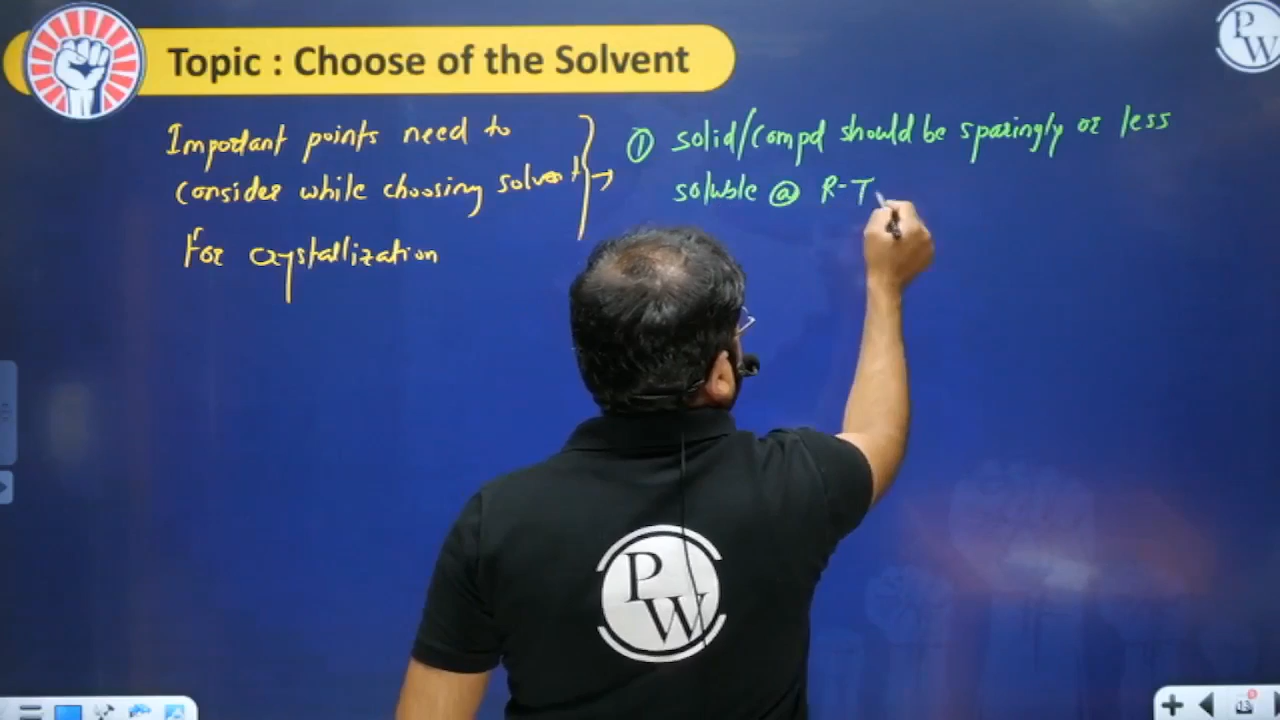 Topic : Choose of the Solvent
PW
Important points need to
Consider while choosing solvent
For crystallization
① solid/compd should be sparingly or less
soluble @ R-T
PW
13